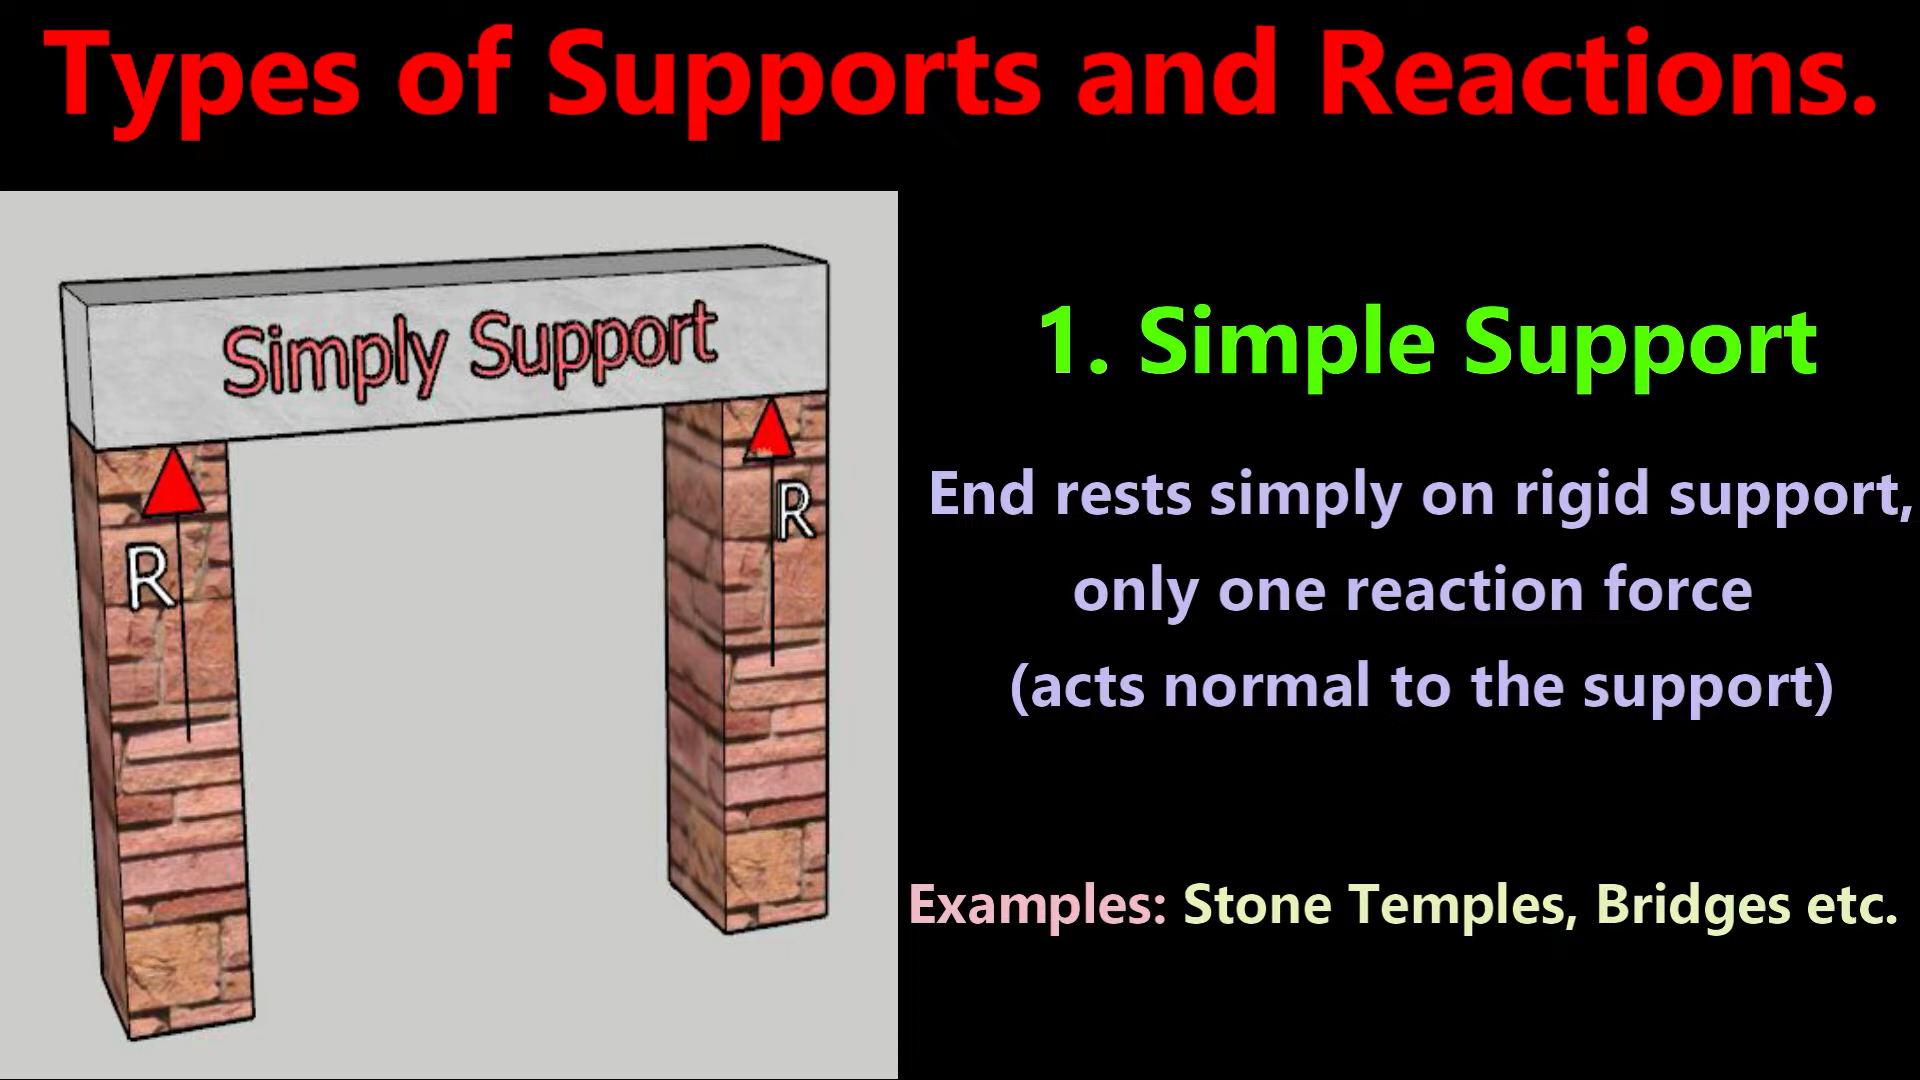 Types of Supports and Reactions.
Simply Support
R
R
1. Simple Support
End rests simply on rigid support,
only one reaction force
(acts normal to the support)
Examples: Stone Temples, Bridges etc.